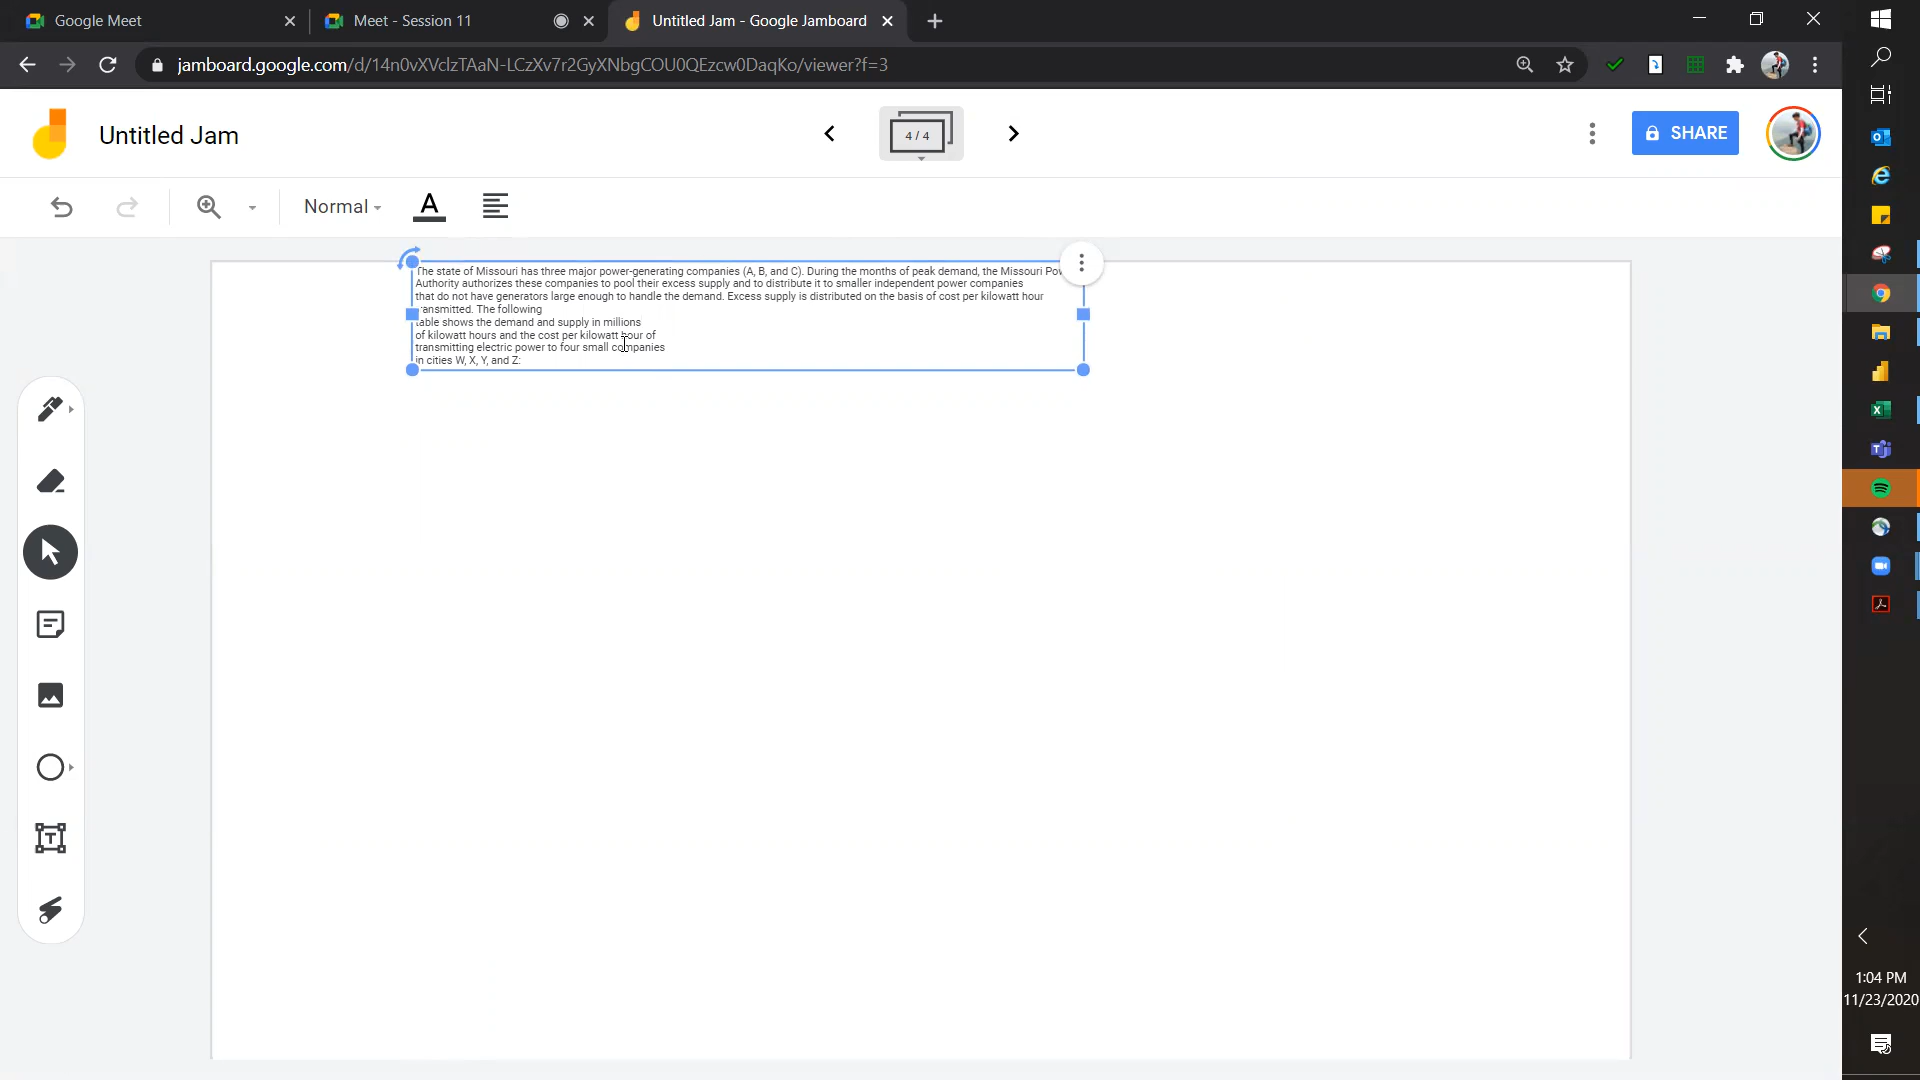 Google Meet
Meet - Session 11
Untitled Jam - Google Jamboard
jamboard.google.com/d/14n0vXVclzTAaN-LCzXv7r2GyXNbgCOU0QEzcw0DaqKo/viewer?f=3
Untitled Jam
4 / 4
SHARE
Normal
The state of Missouri has three major power-generating companies (A, B, and C). During the months of peak demand, the Missouri
Authority authorizes these companies to pool their excess supply and to distribute it to smaller independent power companies
that do not have generators large enough to handle the demand. Excess supply is distributed on the basis of cost per kilowatt hour
transmitted. The following
table shows the demand and supply in millions
of kilowatt hours and the cost per kilowatt hour of
transmitting electric power to four small companies
in cities W, X, Y, and Z:
1:04 PM
11/23/2020